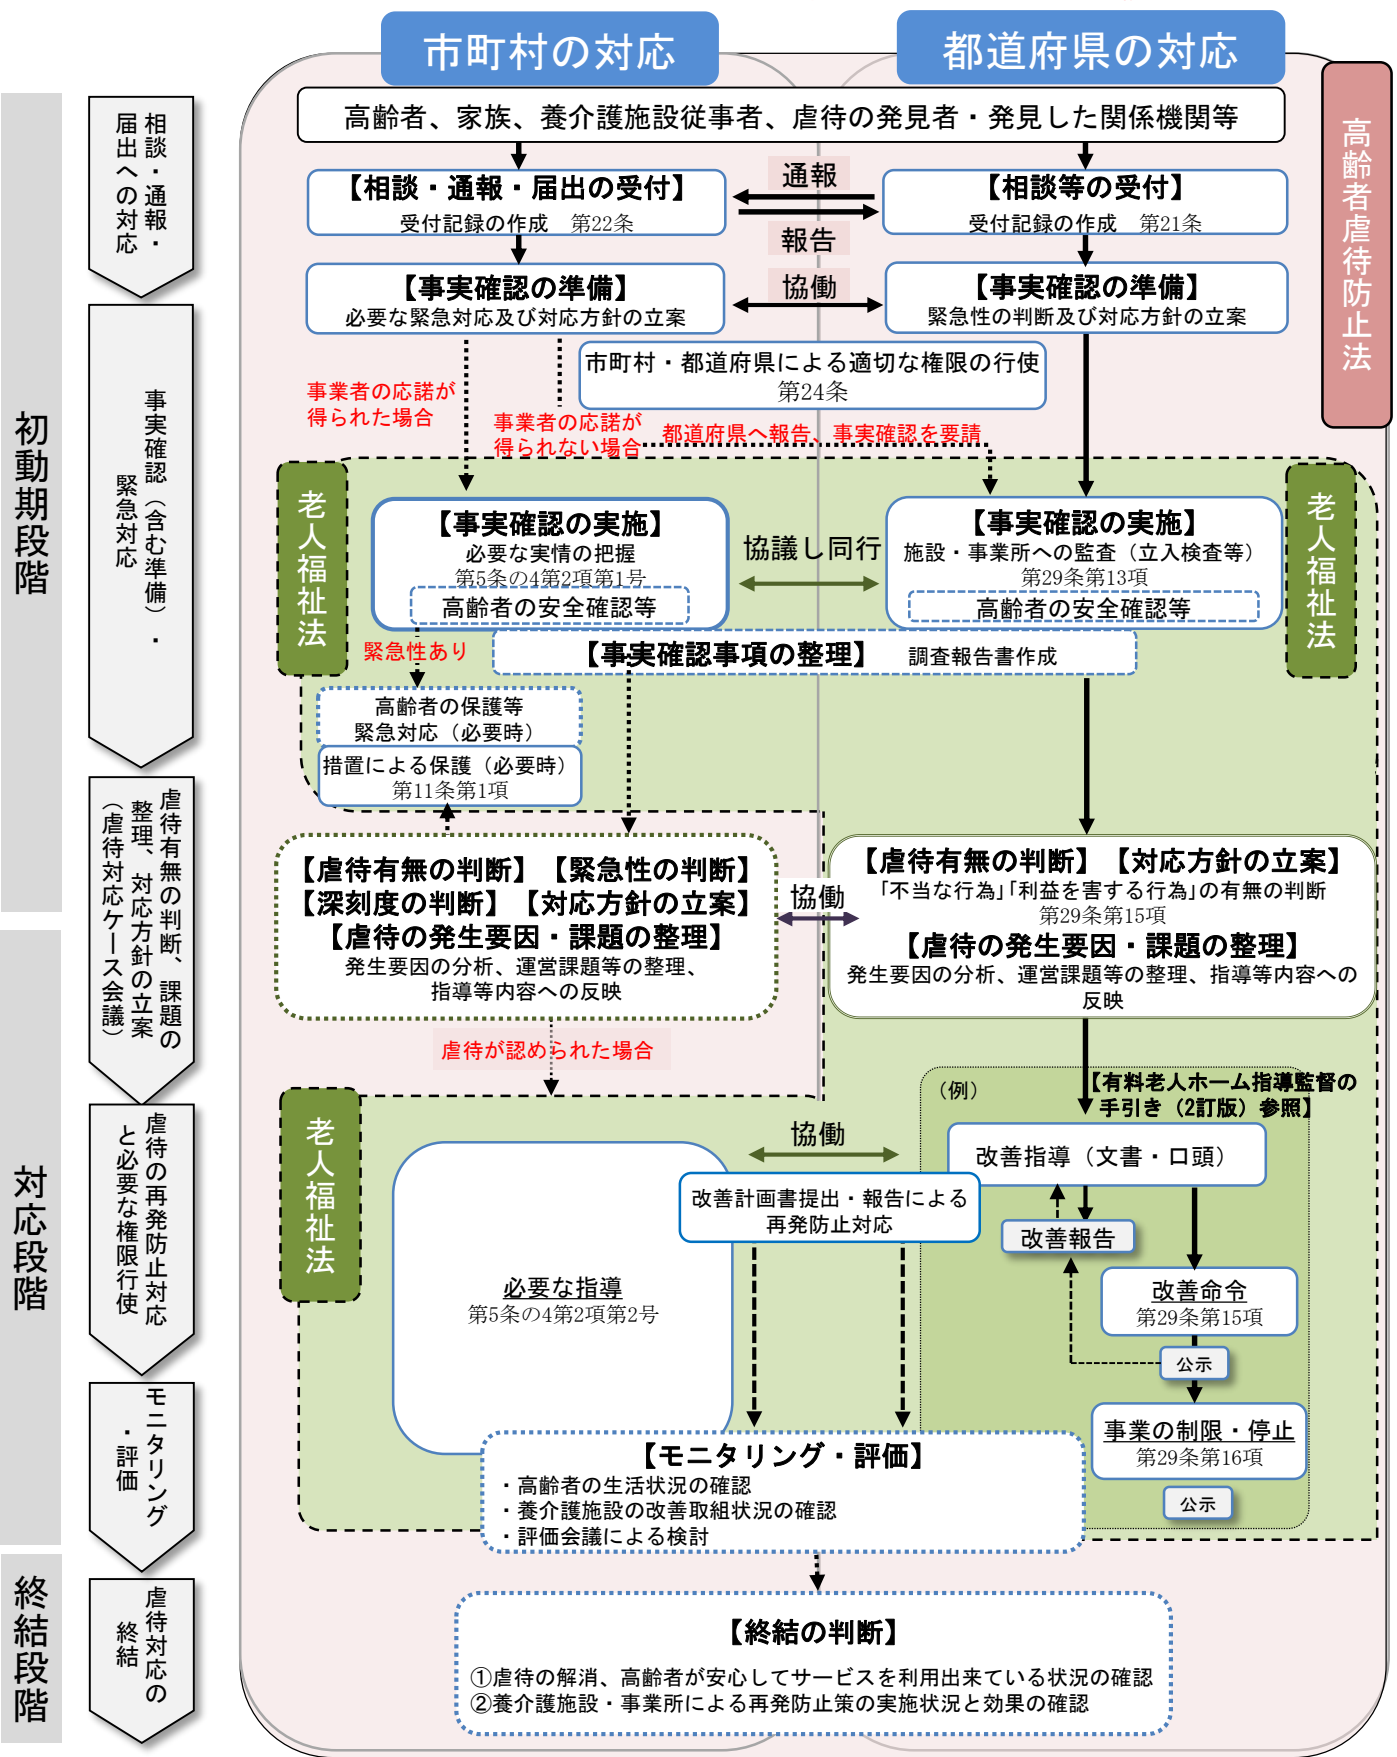 市町村の対応
都道府県の対応
高齢者虐待防止法
高齢者、家族、養介護施設従事者、虐待の発見者・発見した関係機関等
初動期段階
対応段階
終結段階
相談・通報・
届出への対応
事実確認（含む準備）・
緊急対応
虐待有無の判断、課題の
整理、対応方針の立案
（虐待対応ケース会議）
虐待の再発防止対応
と必要な権限行使
モニタリング
・評価
虐待対応の
終結
【相談・通報・届出の受付】
受付記録の作成　第22条
通報
報告
【相談等の受付】
受付記録の作成　第21条
【事実確認の準備】
必要な緊急対応及び対応方針の立案
協働
【事実確認の準備】
緊急性の判断及び対応方針の立案
市町村・都道府県による適切な権限の行使
第24条
事業者の応諾が
得られた場合
事業者の応諾が
得られない場合
都道府県へ報告、事実確認を要請
老人福祉法
老人福祉法
【事実確認の実施】
必要な実情の把握
第5条の4第2項第1号
高齢者の安全確認等
協議し同行
【事実確認の実施】
施設・事業所への監査（立入検査等）
第29条第13項
高齢者の安全確認等
緊急性あり
【事実確認事項の整理】　調査報告書作成
高齢者の保護等
緊急対応（必要時）
措置による保護（必要時）
第11条第1項
【虐待有無の判断】【緊急性の判断】
【深刻度の判断】【対応方針の立案】
【虐待の発生要因・課題の整理】
発生要因の分析、運営課題等の整理、
指導等内容への反映
協働
【虐待有無の判断】【対応方針の立案】
「不当な行為」「利益を害する行為」の有無の判断
第29条第15項
【虐待の発生要因・課題の整理】
発生要因の分析、運営課題等の整理、指導等内容への
反映
虐待が認められた場合
老人福祉法
（例）
【有料老人ホーム指導監督の
手引き（2訂版）参照】
協働
改善指導（文書・口頭）
改善計画書提出・報告による
再発防止対応
改善報告
必要な指導
第5条の4第2項第2号
改善命令
第29条第15項
公示
事業の制限・停止
第29条第16項
公示
【モニタリング・評価】
・高齢者の生活状況の確認
・養介護施設の改善取組状況の確認
・評価会議による検討
【終結の判断】
①虐待の解消、高齢者が安心してサービスを利用出来ている状況の確認
②養介護施設・事業所による再発防止策の実施状況と効果の確認